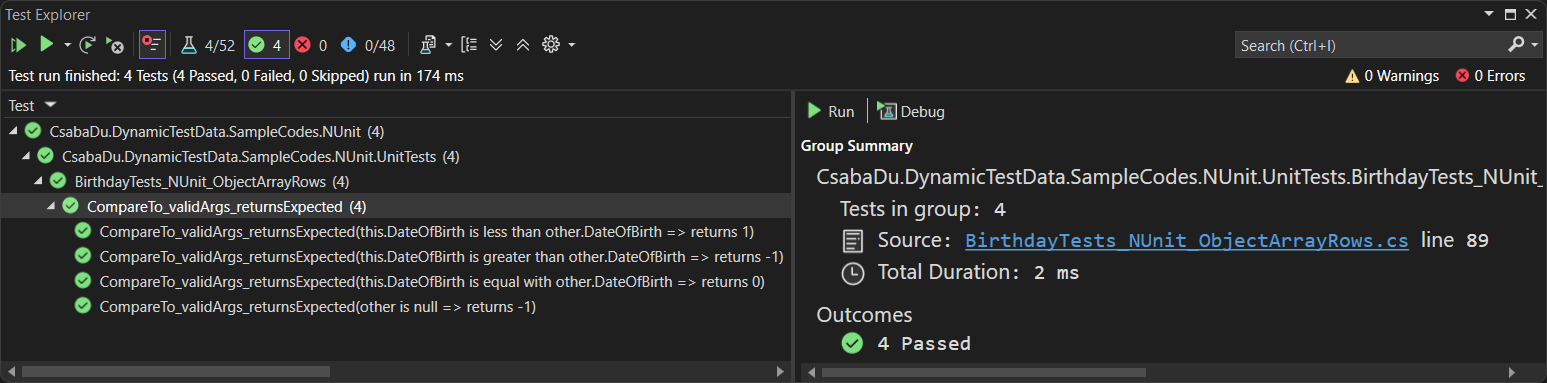 Test Explorer
4/52 4 0 0/48
Search (Ctrl+I)
Test run finished: 4 Tests (4 Passed, 0 Failed, 0 Skipped) run in 174 ms
0 Warnings 0 Errors
Test
CsabaDu.DynamicTestData.SampleCodes.NUnit (4)
CsabaDu.DynamicTestData.SampleCodes.NUnit.UnitTests (4)
BirthdayTests_NUnit_ObjectArrayRows (4)
CompareTo_validArgs_returnsExpected (4)
CompareTo_validArgs_returnsExpected(this.DateOfBirth is less than other.DateOfBirth => returns 1)
CompareTo_validArgs_returnsExpected(this.DateOfBirth is greater than other.DateOfBirth => returns -1)
CompareTo_validArgs_returnsExpected(this.DateOfBirth is equal with other.DateOfBirth => returns 0)
CompareTo_validArgs_returnsExpected(other is null => returns -1)
Run Debug
Group Summary
CsabaDu.DynamicTestData.SampleCodes.NUnit.UnitTests.BirthdayTests_NUnit_
Tests in group: 4
Source: BirthdayTests_NUnit_ObjectArrayRows.cs line 89
Total Duration: 2 ms
Outcomes
4 Passed